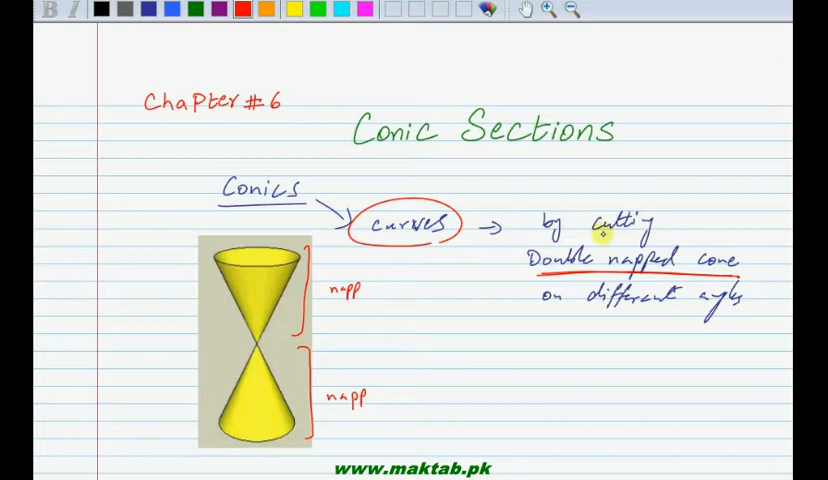 B I
Chapter # 6
Conic Sections
Conics
curves → by cutting
Double napped cone
on different angles
napp
napp
www.maktab.pk